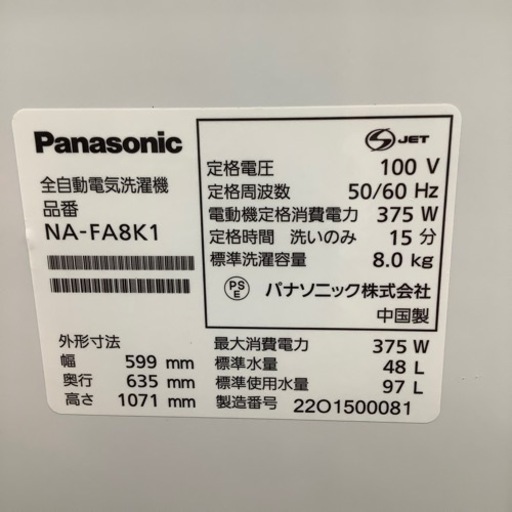 Panasonic
全自動電気洗濯機
品番
NA-FA8K1
外形寸法
幅 599 mm
奥行 635 mm
高さ 1071 mm
S JET
定格電圧 100 V
定格周波数 50/60 Hz
電動機定格消費電力 375 W
定格時間 洗いのみ 15 分
標準洗濯容量 8.0 kg
PS E パナソニック株式会社
中国製
最大消費電力 375 W
標準水量 48 L
標準使用水量 97 L
製造番号 22O1500081